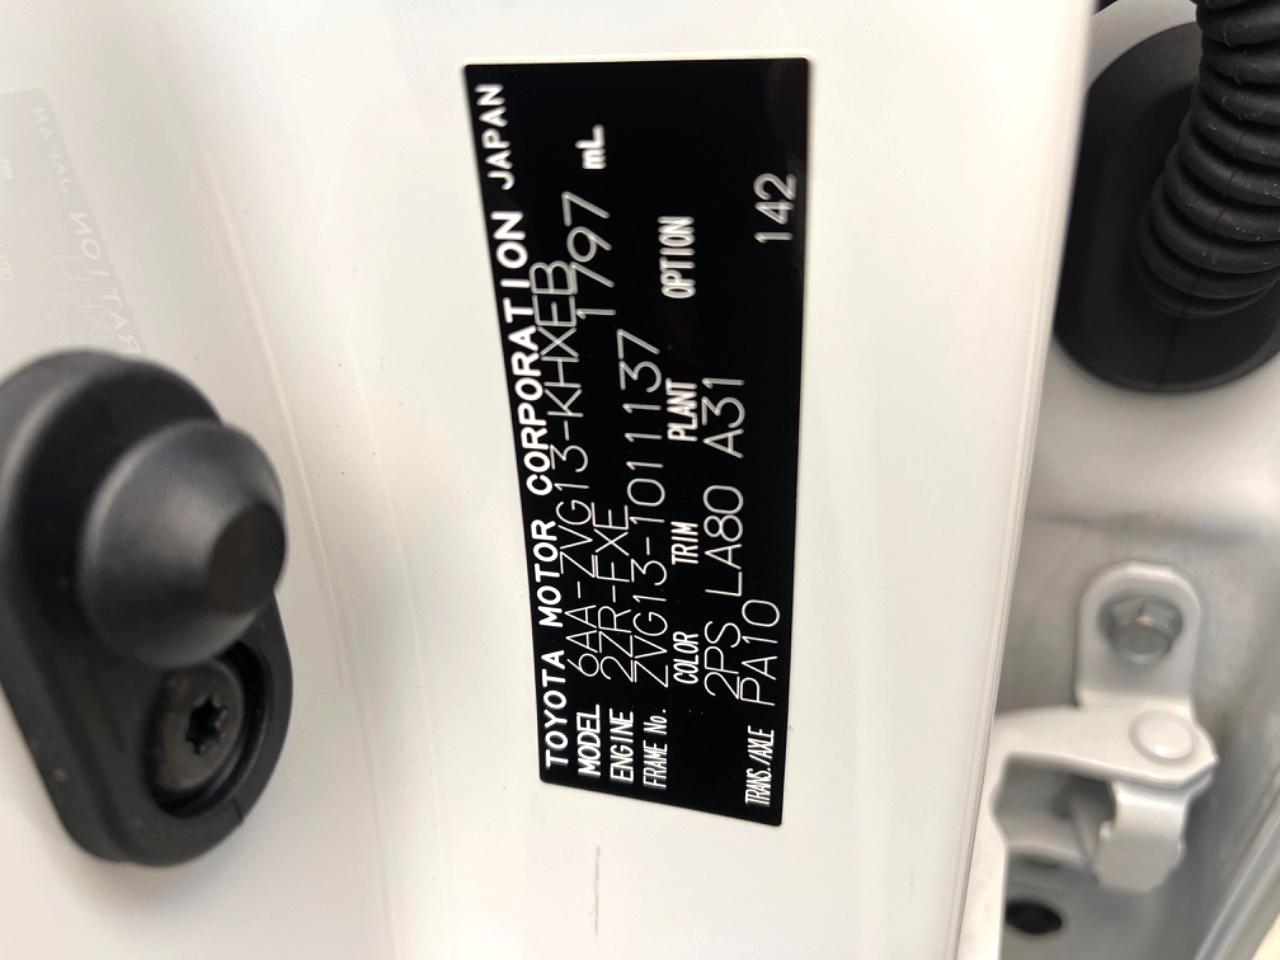 TOYOTA MOTOR CORPORATION JAPAN
MODEL 6AA-ZVG13-KHXEB
ENGINE 2ZR-FXE 1797 mL
FRAME No. ZVG13-1011137
COLOR TRIM PLANT OPTION
2PS LA80 A31
TRANS./AXLE PA10 142